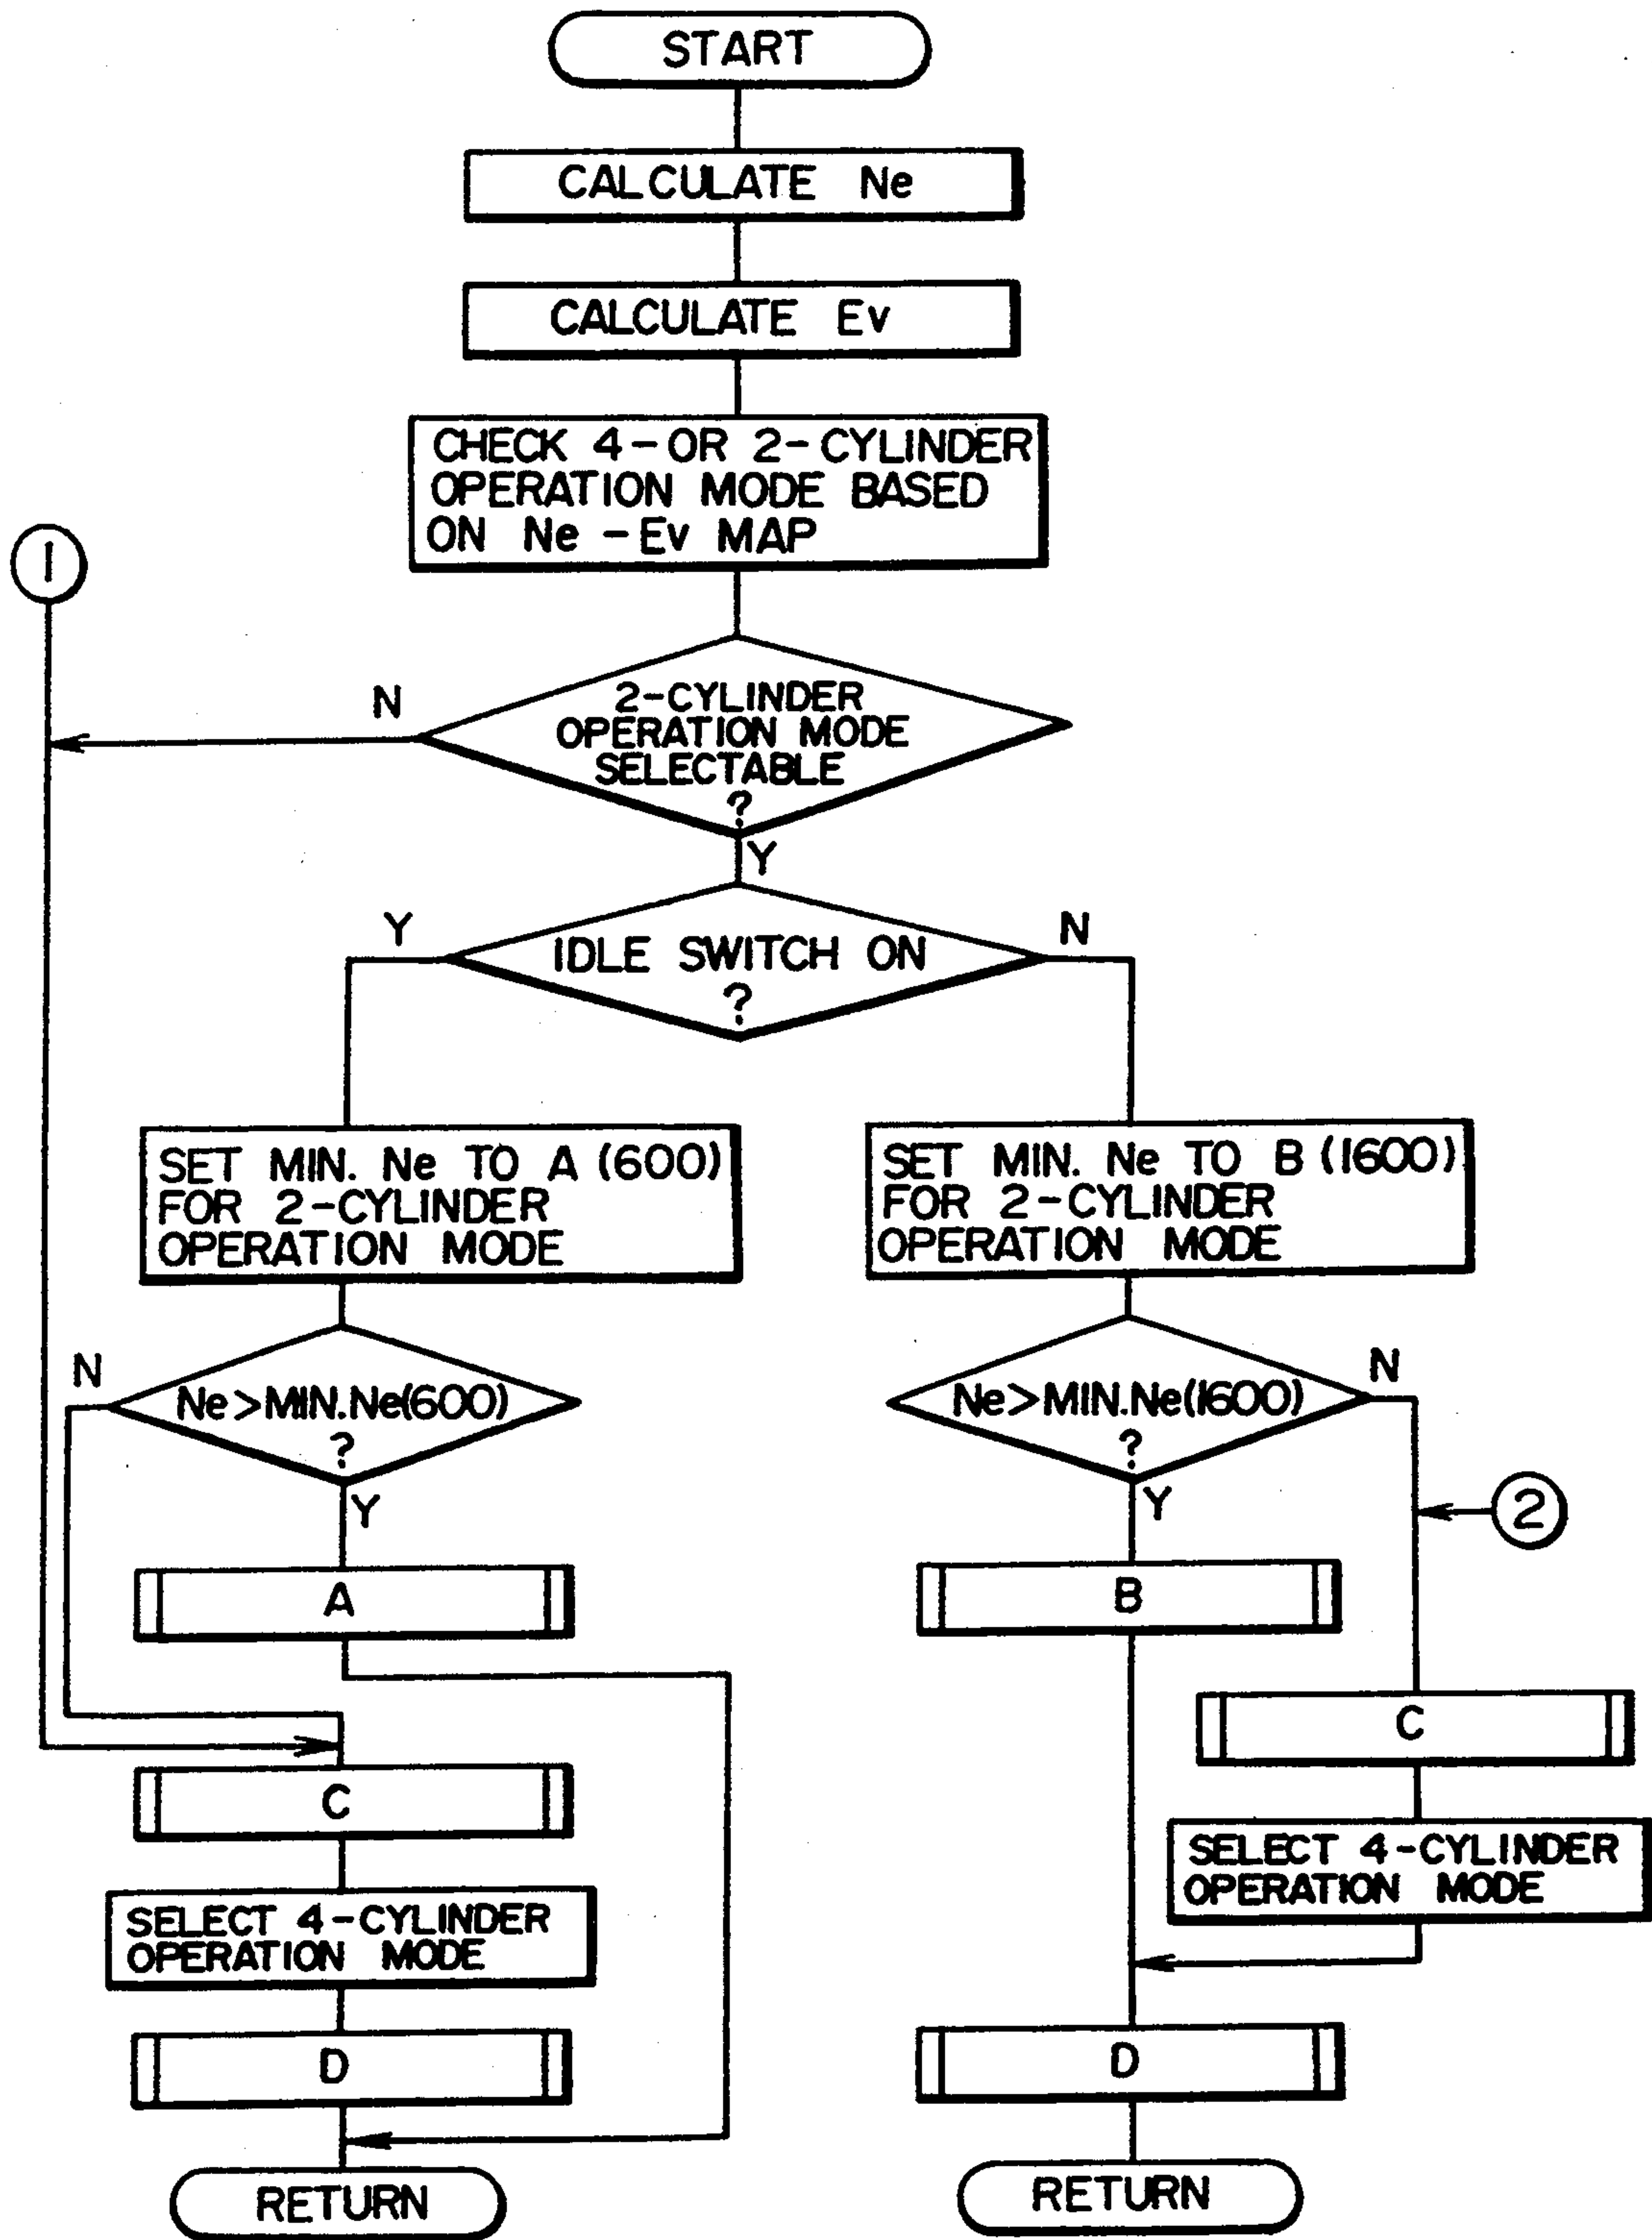 START
CALCULATE Ne
CALCULATE Ev
CHECK 4-OR 2-CYLINDER
OPERATION MODE BASED
ON Ne-Ev MAP
1
N
2-CYLINDER
OPERATION MODE
SELECTABLE
?
Y
Y
IDLE SWITCH ON
?
N
SET MIN. Ne TO A (600)
FOR 2-CYLINDER
OPERATION MODE
SET MIN. Ne TO B (1600)
FOR 2-CYLINDER
OPERATION MODE
N
Ne>MIN.Ne(600)
?
Y
Ne>MIN.Ne(1600)
?
N
Y
2
A
B
C
C
SELECT 4-CYLINDER
OPERATION MODE
SELECT 4-CYLINDER
OPERATION MODE
D
D
RETURN
RETURN